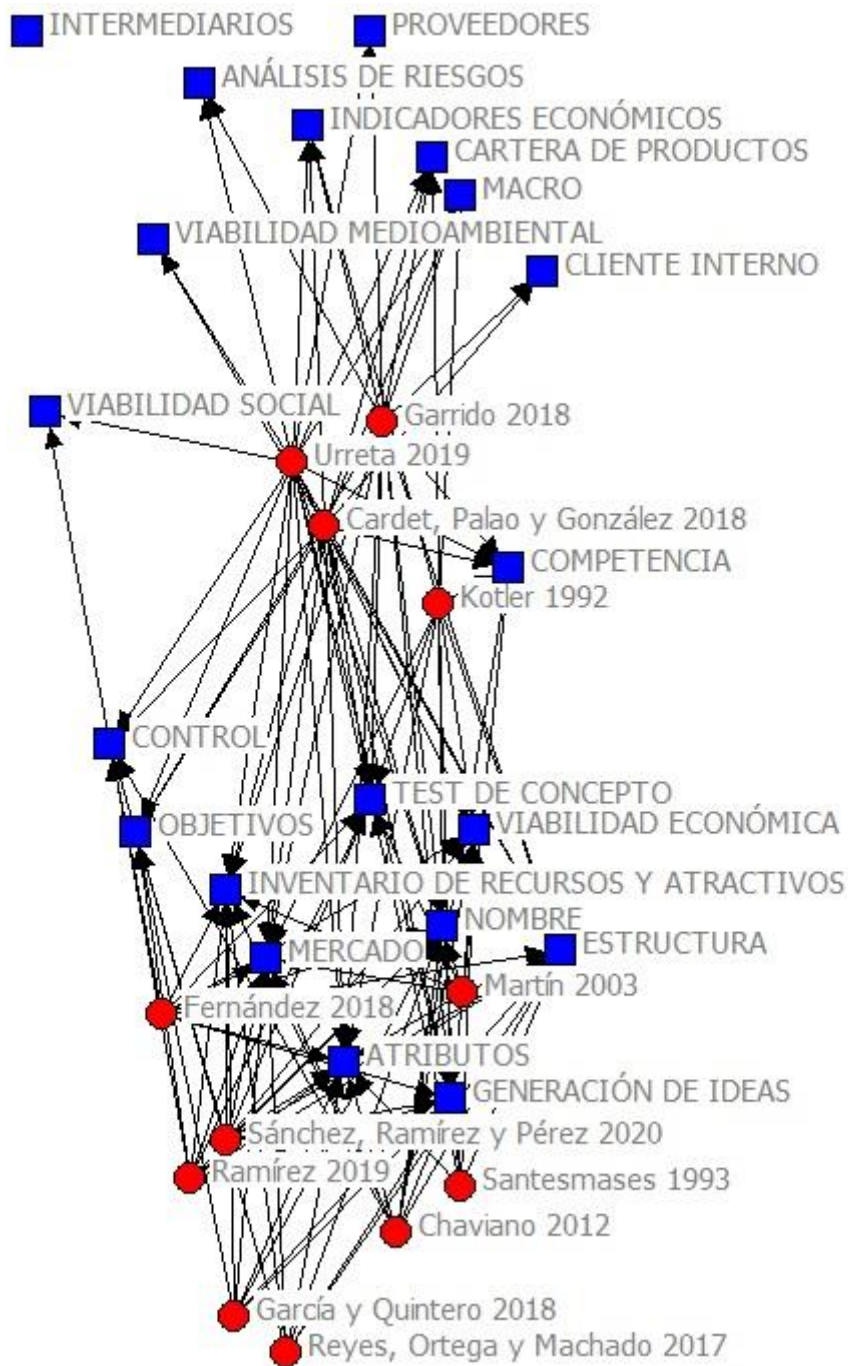 INTERMEDIARIOS
PROVEEDORES
ANÁLISIS DE RIESGOS
INDICADORES ECONÓMICOS
CARTERA DE PRODUCTOS
MACRO
VIABILIDAD MEDIOAMBIENTAL
CLIENTE INTERNO
VIABILIDAD SOCIAL
Garrido 2018
Urreta 2019
Cardet, Palao y González 2018
COMPETENCIA
Kotler 1992
CONTROL
TEST DE CONCEPTO
OBJETIVOS
VIABILIDAD ECONÓMICA
INVENTARIO DE RECURSOS Y ATRACTIVOS
NOMBRE
MERCADO
ESTRUCTURA
Martín 2003
Fernández 2018
ATRIBUTOS
GENERACIÓN DE IDEAS
Sánchez, Ramírez y Pérez 2020
Ramírez 2019
Santesmases 1993
Chaviano 2012
García y Quintero 2018
Reyes, Ortega y Machado 2017